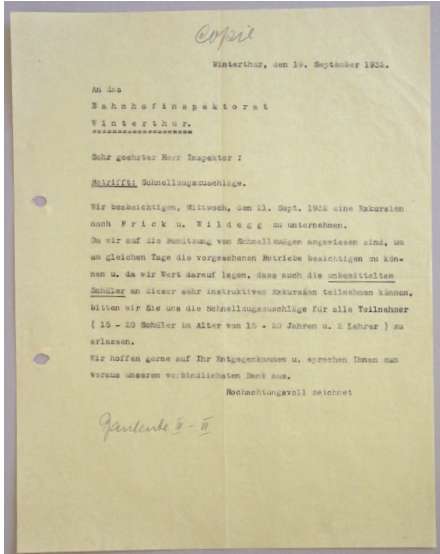 Copie
Winterthur, den 19. September 1932.
An das
Bahnhofinspektorat
Winterthur.
Sehr geehrter Herr Inspektor :
Betrifft: Schnellzugszuschläge.
Wir beabsichtigen, Mittwoch, den 21. Sept. 1932 eine Exkursion
nach Frick u. Wildegg zu unternehmen.
Da wir auf die Benützung von Schnellzügen angewiesen sind, um
am gleichen Tage die vorgesehenen Betriebe besichtigen zu kön-
nen u. da wir Wert darauf legen, dass auch die unbemittelten
Schüler an dieser sehr instruktiven Exkursion teilnehmen können,
bitten wir Sie uns die Schnellzugszuschläge für alle Teilnehmer
( 15 - 20 Schüler im Alter von 15 - 20 Jahren u. 2 Lehrer ) zu
erlassen.
Wir hoffen gerne auf Ihr Entgegenkommen u. sprechen Ihnen zum
voraus unseren verbindlichsten Dank aus.
Hochachtungsvoll zeichnet